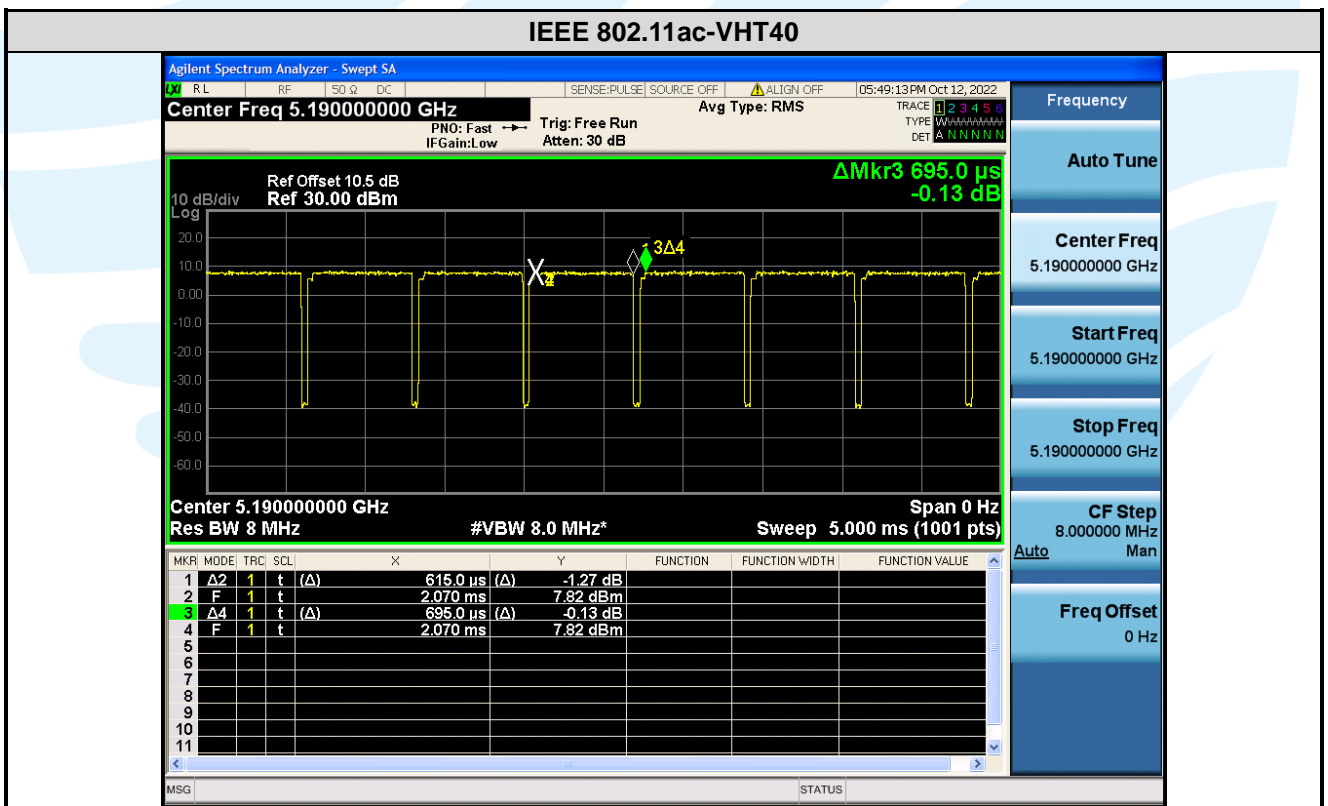 IEEE 802.11ac-VHT40
Agilent Spectrum Analyzer - Swept SA
LXI RL RF 50 Ω DC SENSE:PULSE SOURCE OFF ALIGN OFF 05:49:13PM Oct 12, 2022
Center Freq 5.190000000 GHz
PNO: Fast
IFGain:Low
Trig: Free Run
Atten: 30 dB
Avg Type: RMS
TRACE 1 2 3 4 5 6
TYPE W
DET A N N N N N
ΔMkr3 695.0 µs
-0.13 dB
Ref Offset 10.5 dB
10 dB/div Ref 30.00 dBm
Log
20.0
10.0
0.00
-10.0
-20.0
-30.0
-40.0
-50.0
-60.0
3Δ4
Center 5.190000000 GHz Span 0 Hz
Res BW 8 MHz #VBW 8.0 MHz* Sweep 5.000 ms (1001 pts)
MKR MODE TRC SCL X Y FUNCTION FUNCTION WIDTH FUNCTION VALUE
1 Δ2 1 t (Δ) 615.0 µs (Δ) -1.27 dB
2 F 1 t 2.070 ms 7.82 dBm
3 Δ4 1 t (Δ) 695.0 µs (Δ) -0.13 dB
4 F 1 t 2.070 ms 7.82 dBm
5
6
7
8
9
10
11
MSG STATUS
Frequency
Auto Tune
Center Freq
5.190000000 GHz
Start Freq
5.190000000 GHz
Stop Freq
5.190000000 GHz
CF Step
8.000000 MHz
Auto Man
Freq Offset
0 Hz